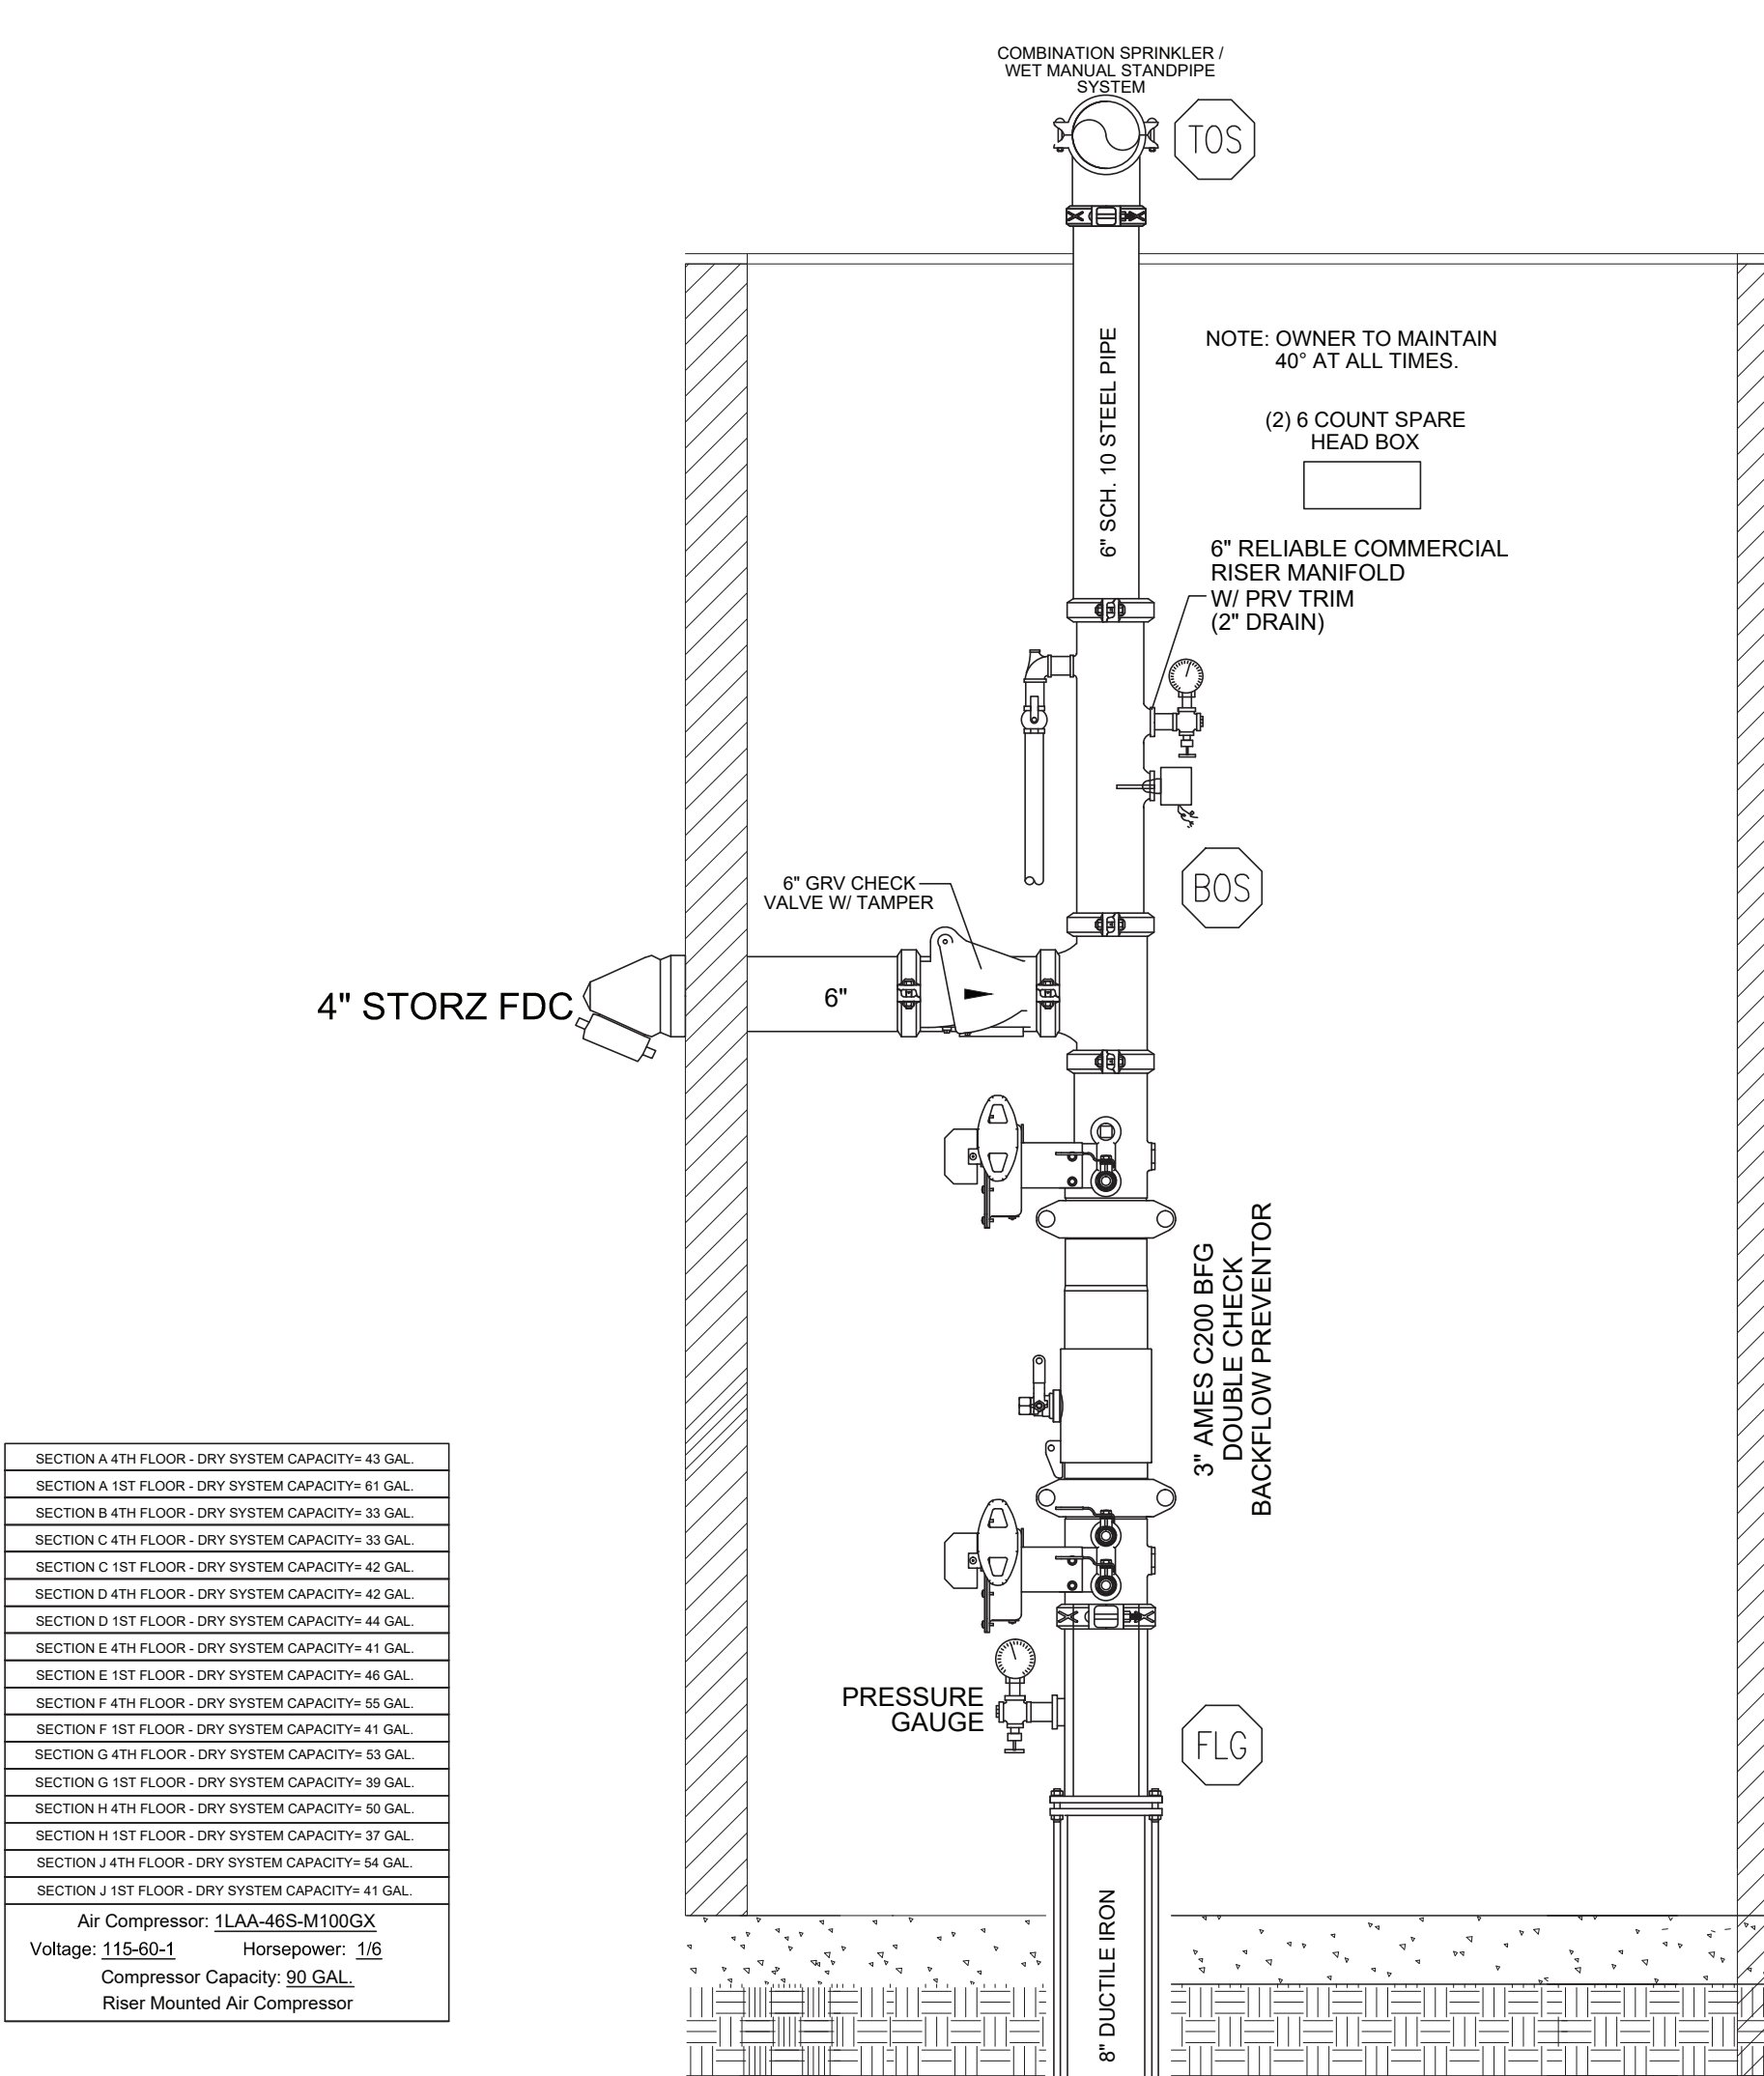 COMBINATION SPRINKLER /
WET MANUAL STANDPIPE
SYSTEM
TOS
6" SCH. 10 STEEL PIPE
NOTE: OWNER TO MAINTAIN
40° AT ALL TIMES.
(2) 6 COUNT SPARE
HEAD BOX
6" RELIABLE COMMERCIAL
RISER MANIFOLD
W/ PRV TRIM
(2" DRAIN)
BOS
6" GRV CHECK
VALVE W/ TAMPER
4" STORZ FDC
6"
3" AMES C200 BFG
DOUBLE CHECK
BACKFLOW PREVENTOR
PRESSURE
GAUGE
FLG
8" DUCTILE IRON
SECTION A 4TH FLOOR - DRY SYSTEM CAPACITY= 43 GAL.
SECTION A 1ST FLOOR - DRY SYSTEM CAPACITY= 61 GAL.
SECTION B 4TH FLOOR - DRY SYSTEM CAPACITY= 33 GAL.
SECTION C 4TH FLOOR - DRY SYSTEM CAPACITY= 33 GAL.
SECTION C 1ST FLOOR - DRY SYSTEM CAPACITY= 42 GAL.
SECTION D 4TH FLOOR - DRY SYSTEM CAPACITY= 42 GAL.
SECTION D 1ST FLOOR - DRY SYSTEM CAPACITY= 44 GAL.
SECTION E 4TH FLOOR - DRY SYSTEM CAPACITY= 41 GAL.
SECTION E 1ST FLOOR - DRY SYSTEM CAPACITY= 46 GAL.
SECTION F 4TH FLOOR - DRY SYSTEM CAPACITY= 55 GAL.
SECTION F 1ST FLOOR - DRY SYSTEM CAPACITY= 41 GAL.
SECTION G 4TH FLOOR - DRY SYSTEM CAPACITY= 53 GAL.
SECTION G 1ST FLOOR - DRY SYSTEM CAPACITY= 39 GAL.
SECTION H 4TH FLOOR - DRY SYSTEM CAPACITY= 50 GAL.
SECTION H 1ST FLOOR - DRY SYSTEM CAPACITY= 37 GAL.
SECTION J 4TH FLOOR - DRY SYSTEM CAPACITY= 54 GAL.
SECTION J 1ST FLOOR - DRY SYSTEM CAPACITY= 41 GAL.
Air Compressor: 1LAA-46S-M100GX
Voltage: 115-60-1 Horsepower: 1/6
Compressor Capacity: 90 GAL.
Riser Mounted Air Compressor